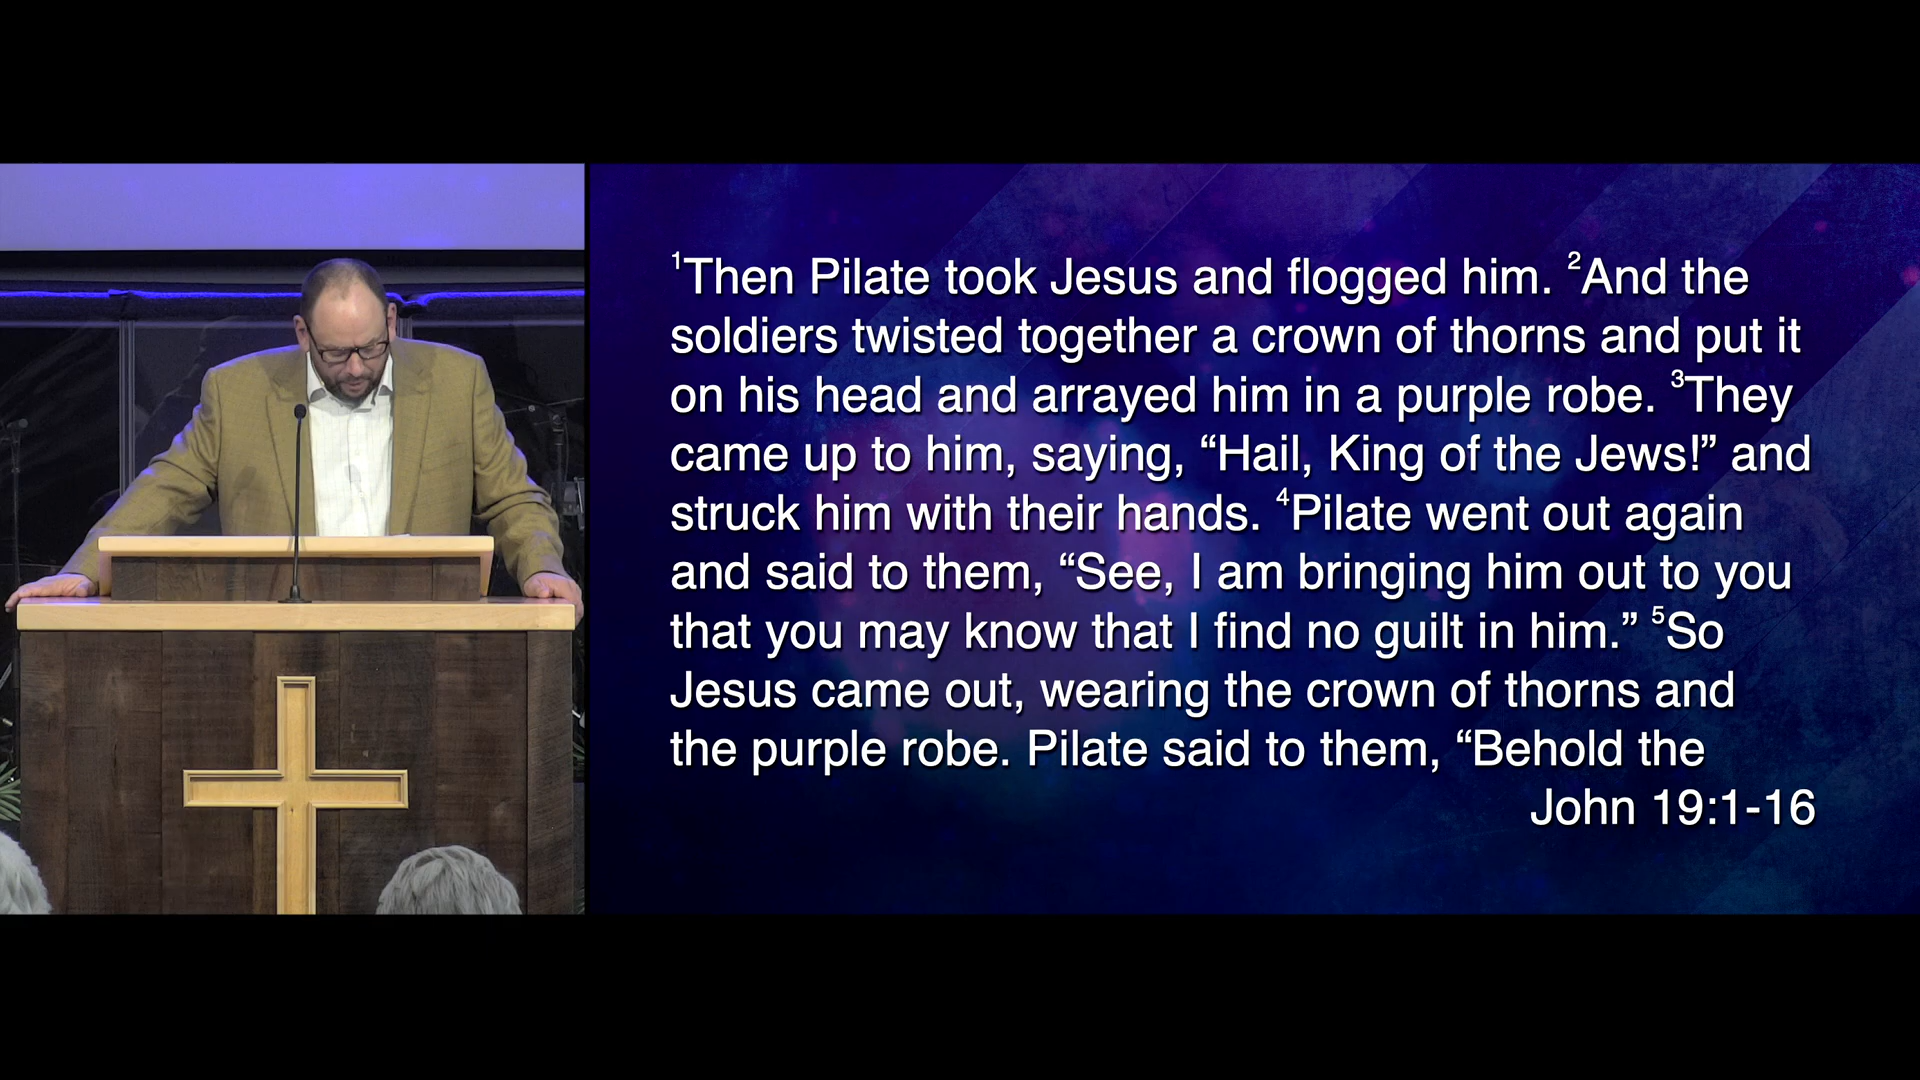 ¹Then Pilate took Jesus and flogged him. ²And the
soldiers twisted together a crown of thorns and put it
on his head and arrayed him in a purple robe. ³They
came up to him, saying, “Hail, King of the Jews!” and
struck him with their hands. ⁴Pilate went out again
and said to them, “See, I am bringing him out to you
that you may know that I find no guilt in him.” ⁵So
Jesus came out, wearing the crown of thorns and
the purple robe. Pilate said to them, “Behold the
John 19:1-16